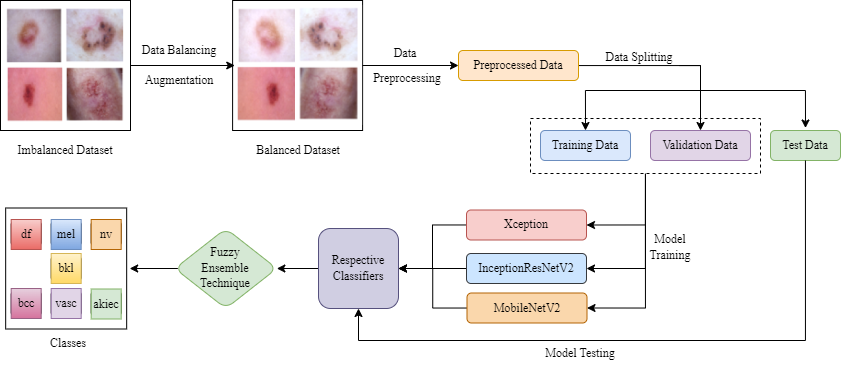 Data Balancing
Augmentation
Data
Preprocessing
Preprocessed Data
Data Splitting
Imbalanced Dataset
Balanced Dataset
Training Data
Validation Data
Test Data
df
mel
nv
bkl
bcc
vasc
akiec
Classes
Fuzzy
Ensemble
Technique
Respective
Classifiers
Xception
InceptionResNetV2
MobileNetV2
Model
Training
Model Testing